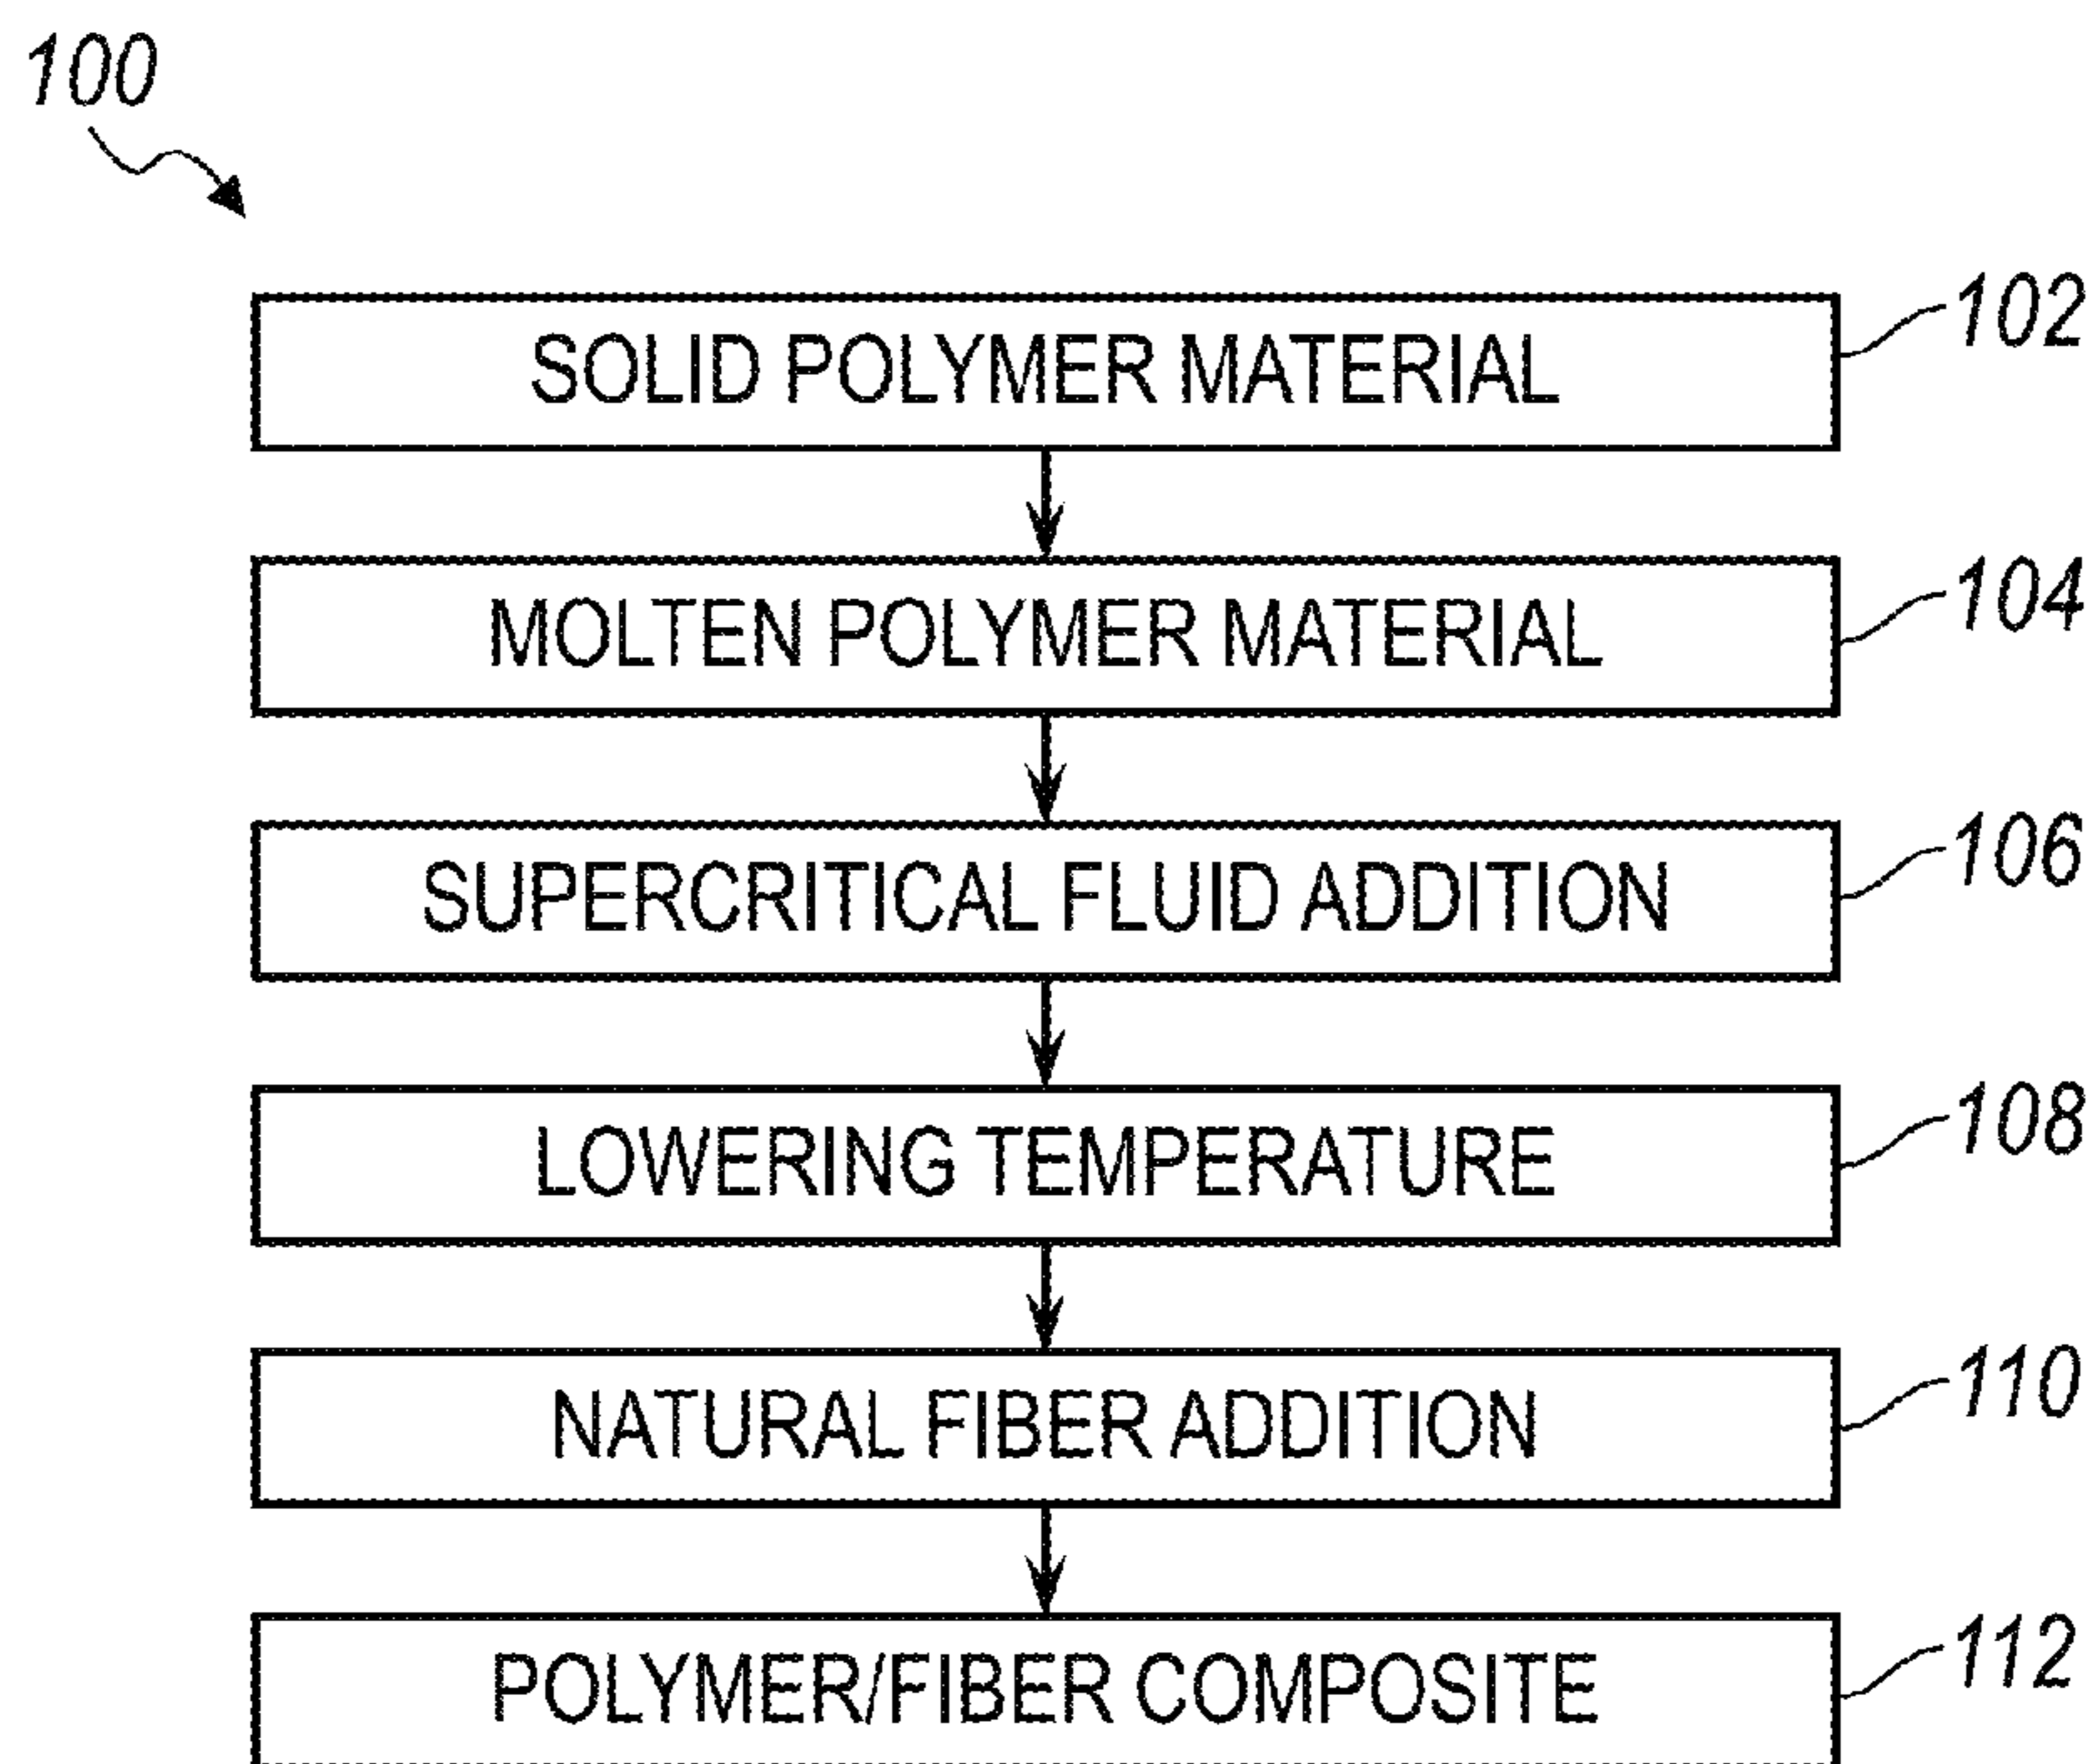 100
SOLID POLYMER MATERIAL 102
MOLTEN POLYMER MATERIAL 104
SUPERCRITICAL FLUID ADDITION 106
LOWERING TEMPERATURE 108
NATURAL FIBER ADDITION 110
POLYMER/FIBER COMPOSITE 112